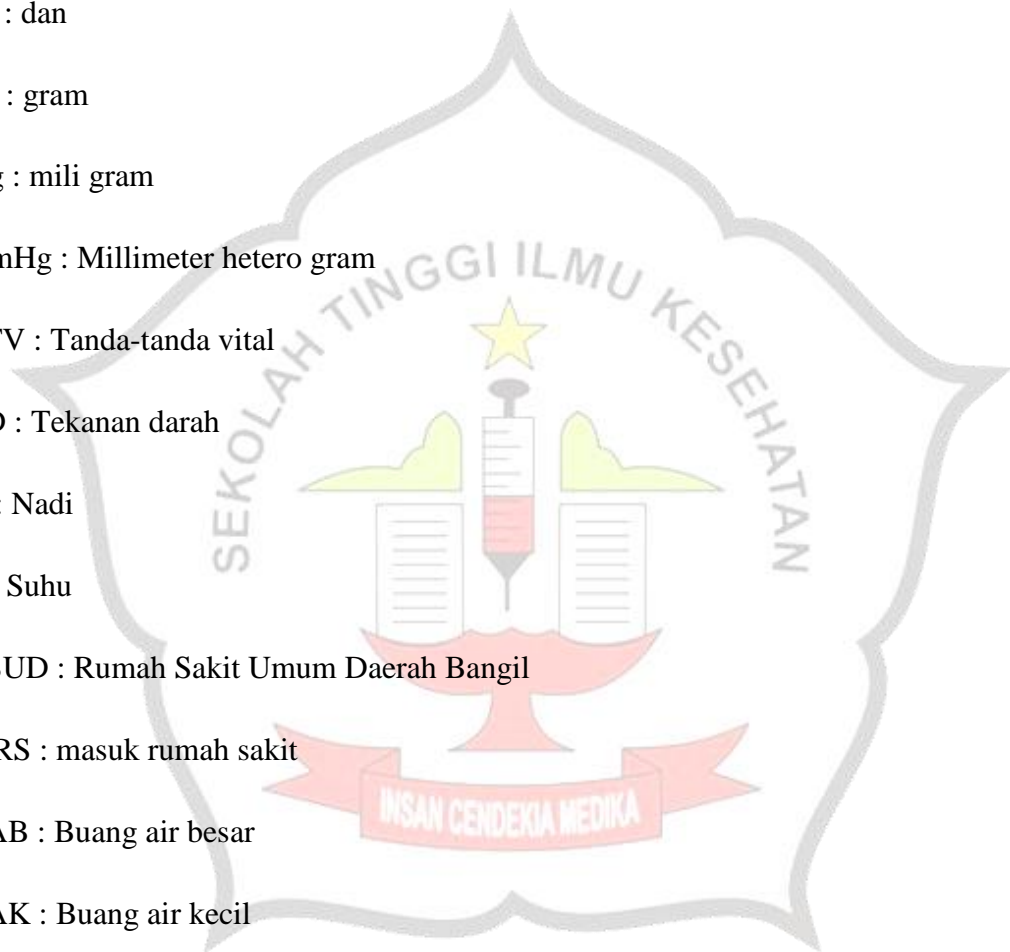 : dan
: gram
g : mili gram
mHg : Millimeter hetero gram
TV : Tanda-tanda vital
D : Tekanan darah
: Nadi
: Suhu
SUD : Rumah Sakit Umum Daerah Bangil
RS : masuk rumah sakit
AB : Buang air besar
AK : Buang air kecil
SEKOLAH TINGGI ILMU KESEHATAN
INSAN CENDEKIA MEDIKA